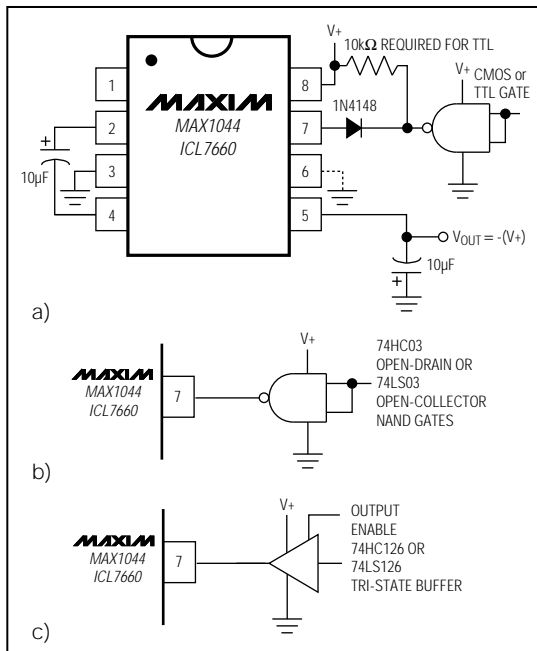 V+
10kΩ REQUIRED FOR TTL
V+
CMOS or
TTL GATE
1
8
MAXIM
MAX1044
ICL7660
1N4148
2
7
+
10µF
3
6
4
5
VOUT = -(V+)
10µF
+
a)
V+
74HC03
OPEN-DRAIN OR
74LS03
OPEN-COLLECTOR
NAND GATES
MAXIM
MAX1044
ICL7660
7
b)
V+
OUTPUT
ENABLE
74HC126 OR
74LS126
TRI-STATE BUFFER
MAXIM
MAX1044
ICL7660
7
c)